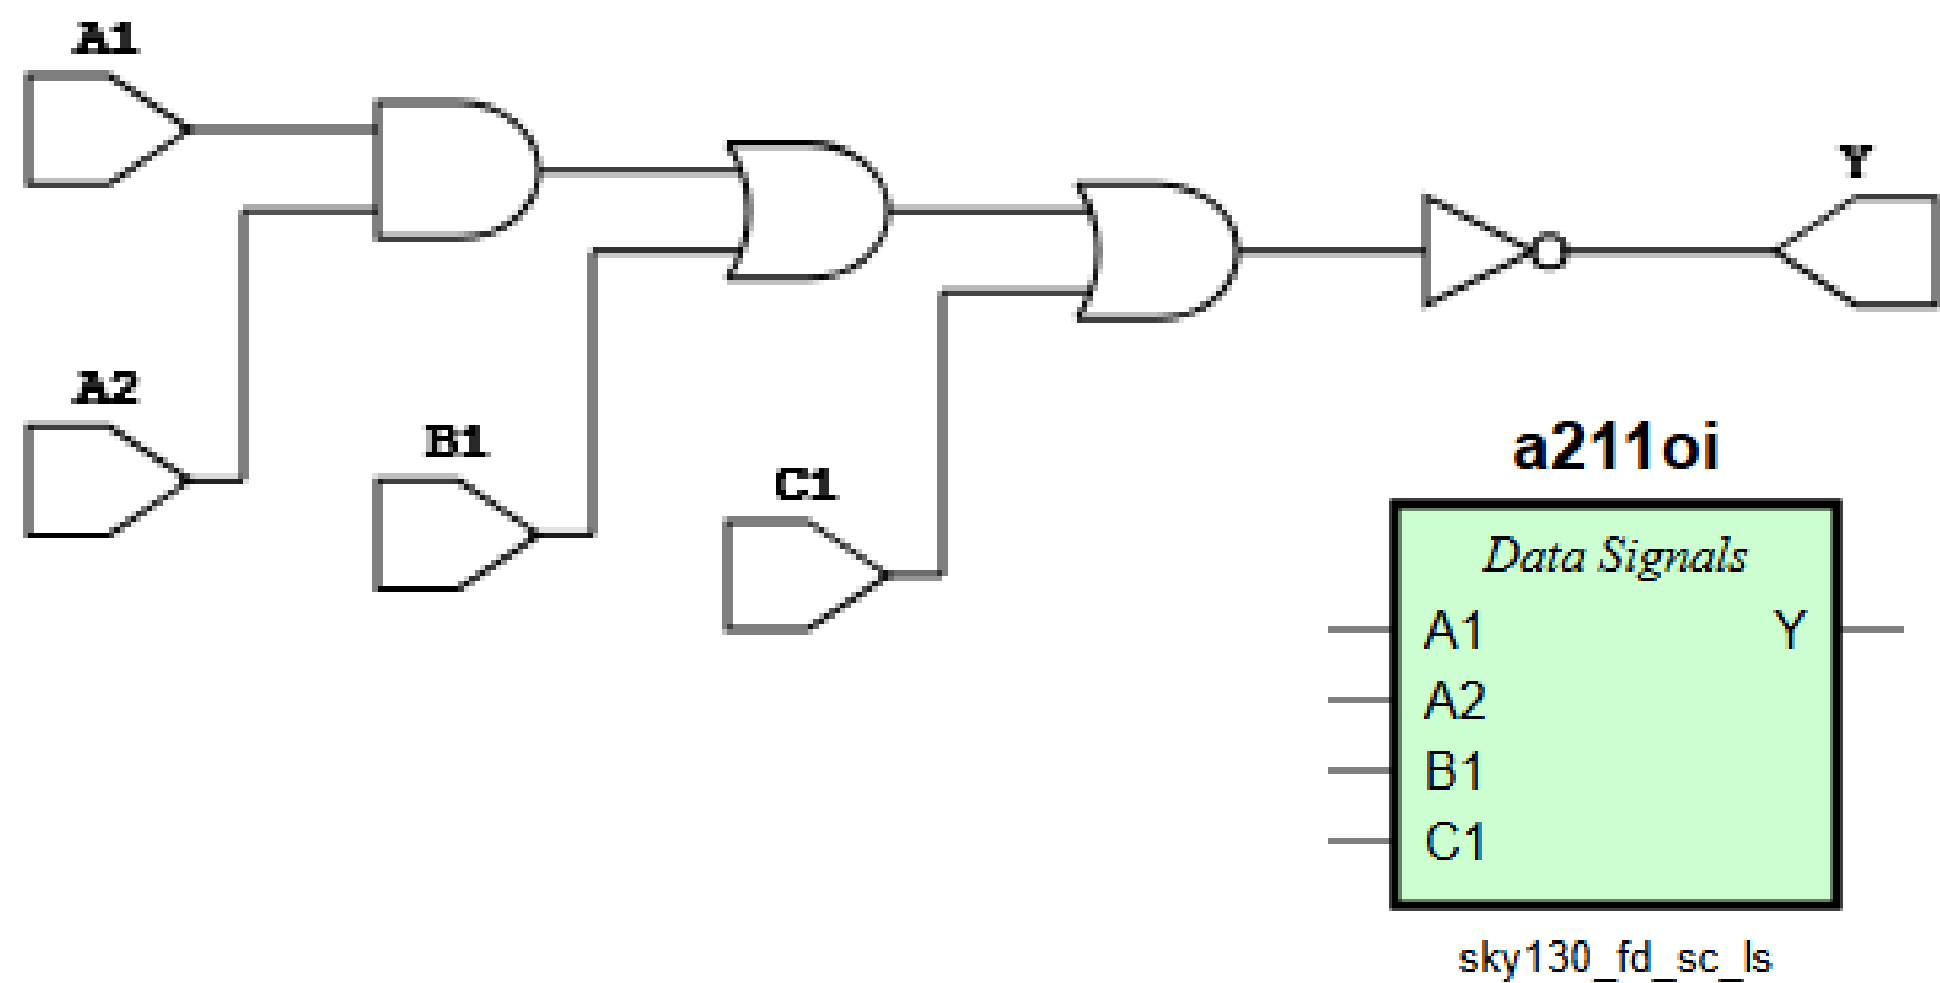 A1
Y
A2
B1
C1
a211oi
Data Signals
A1 Y
A2
B1
C1
sky130_fd_sc_ls